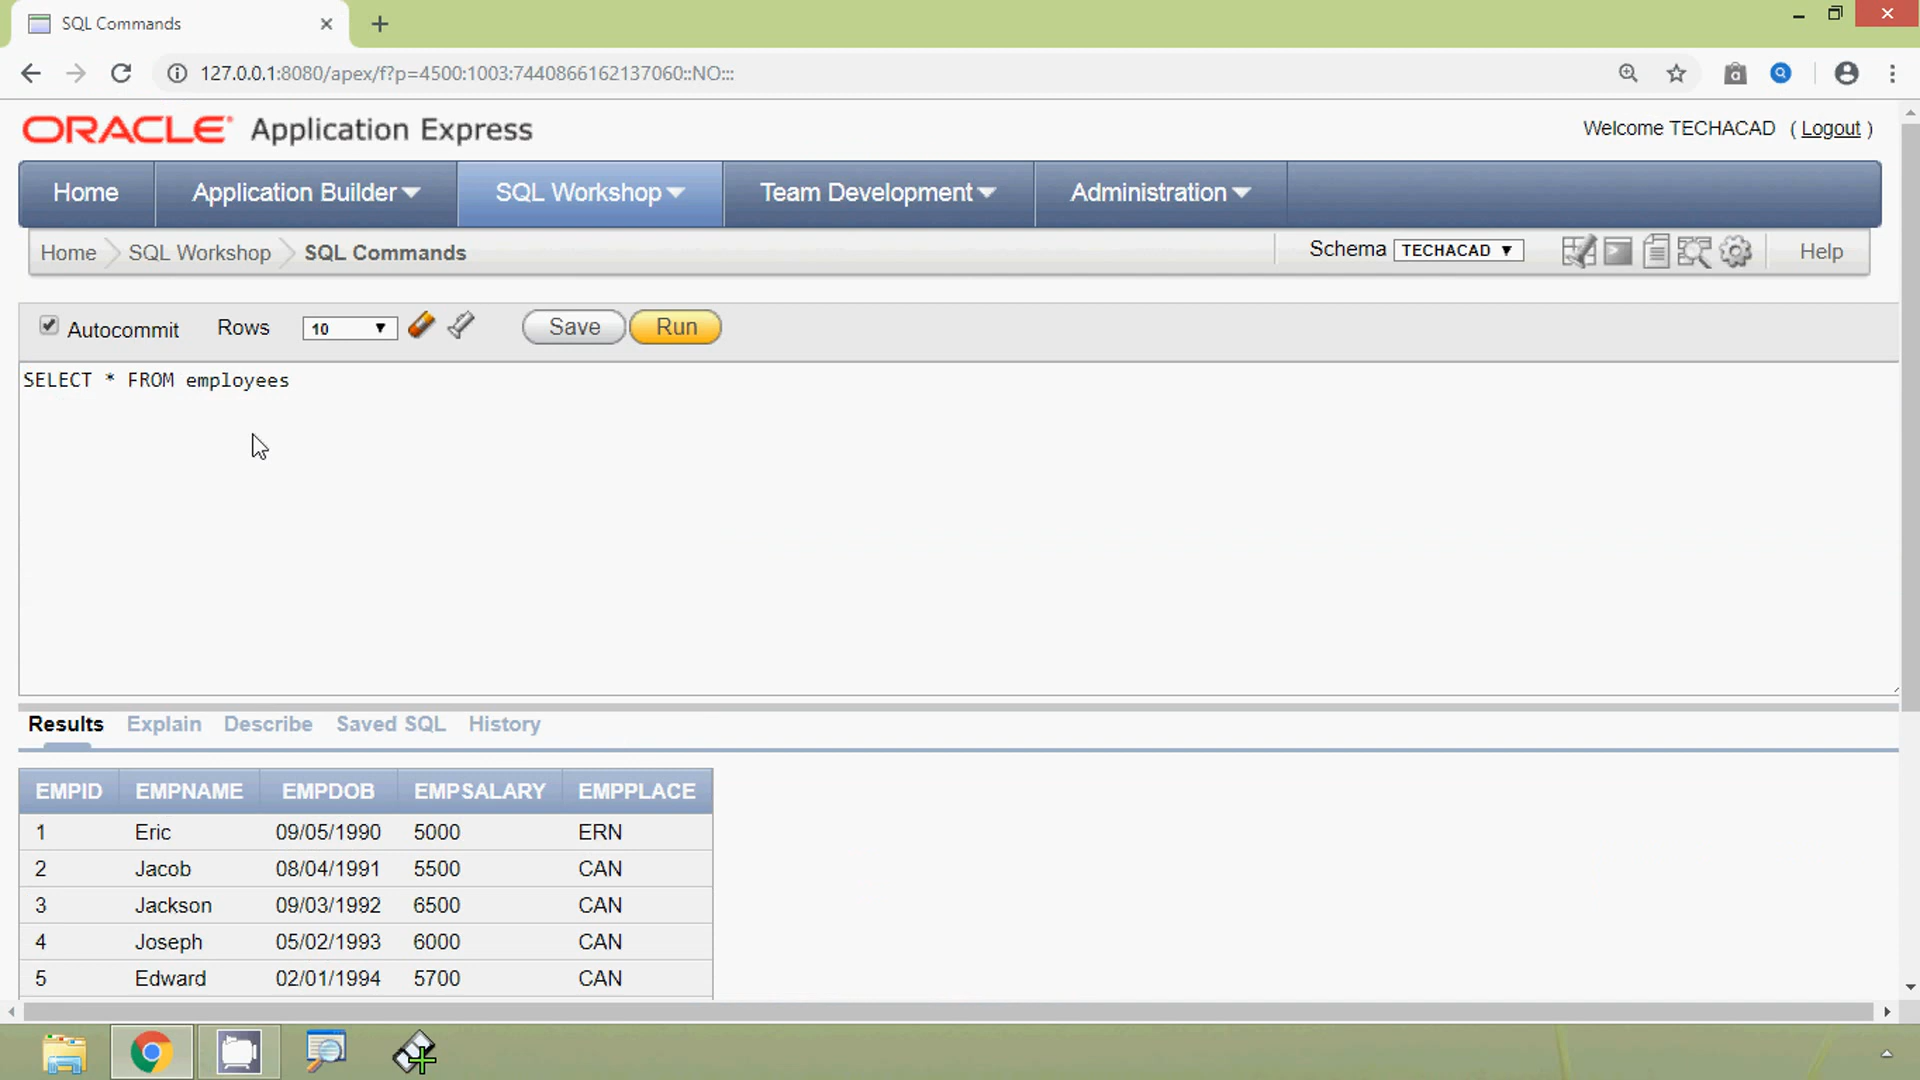 SQL Commands
127.0.0.1:8080/apex/f?p=4500:1003:7440866162137060::NO:::
ORACLE Application Express
Welcome TECHACAD ( Logout )
Home Application Builder SQL Workshop Team Development Administration
Home SQL Workshop SQL Commands Schema TECHACAD Help
Autocommit Rows 10 Save Run
SELECT * FROM employees
Results Explain Describe Saved SQL History
EMPID EMPNAME EMPDOB EMPSALARY EMPPLACE
1 Eric 09/05/1990 5000 ERN
2 Jacob 08/04/1991 5500 CAN
3 Jackson 09/03/1992 6500 CAN
4 Joseph 05/02/1993 6000 CAN
5 Edward 02/01/1994 5700 CAN